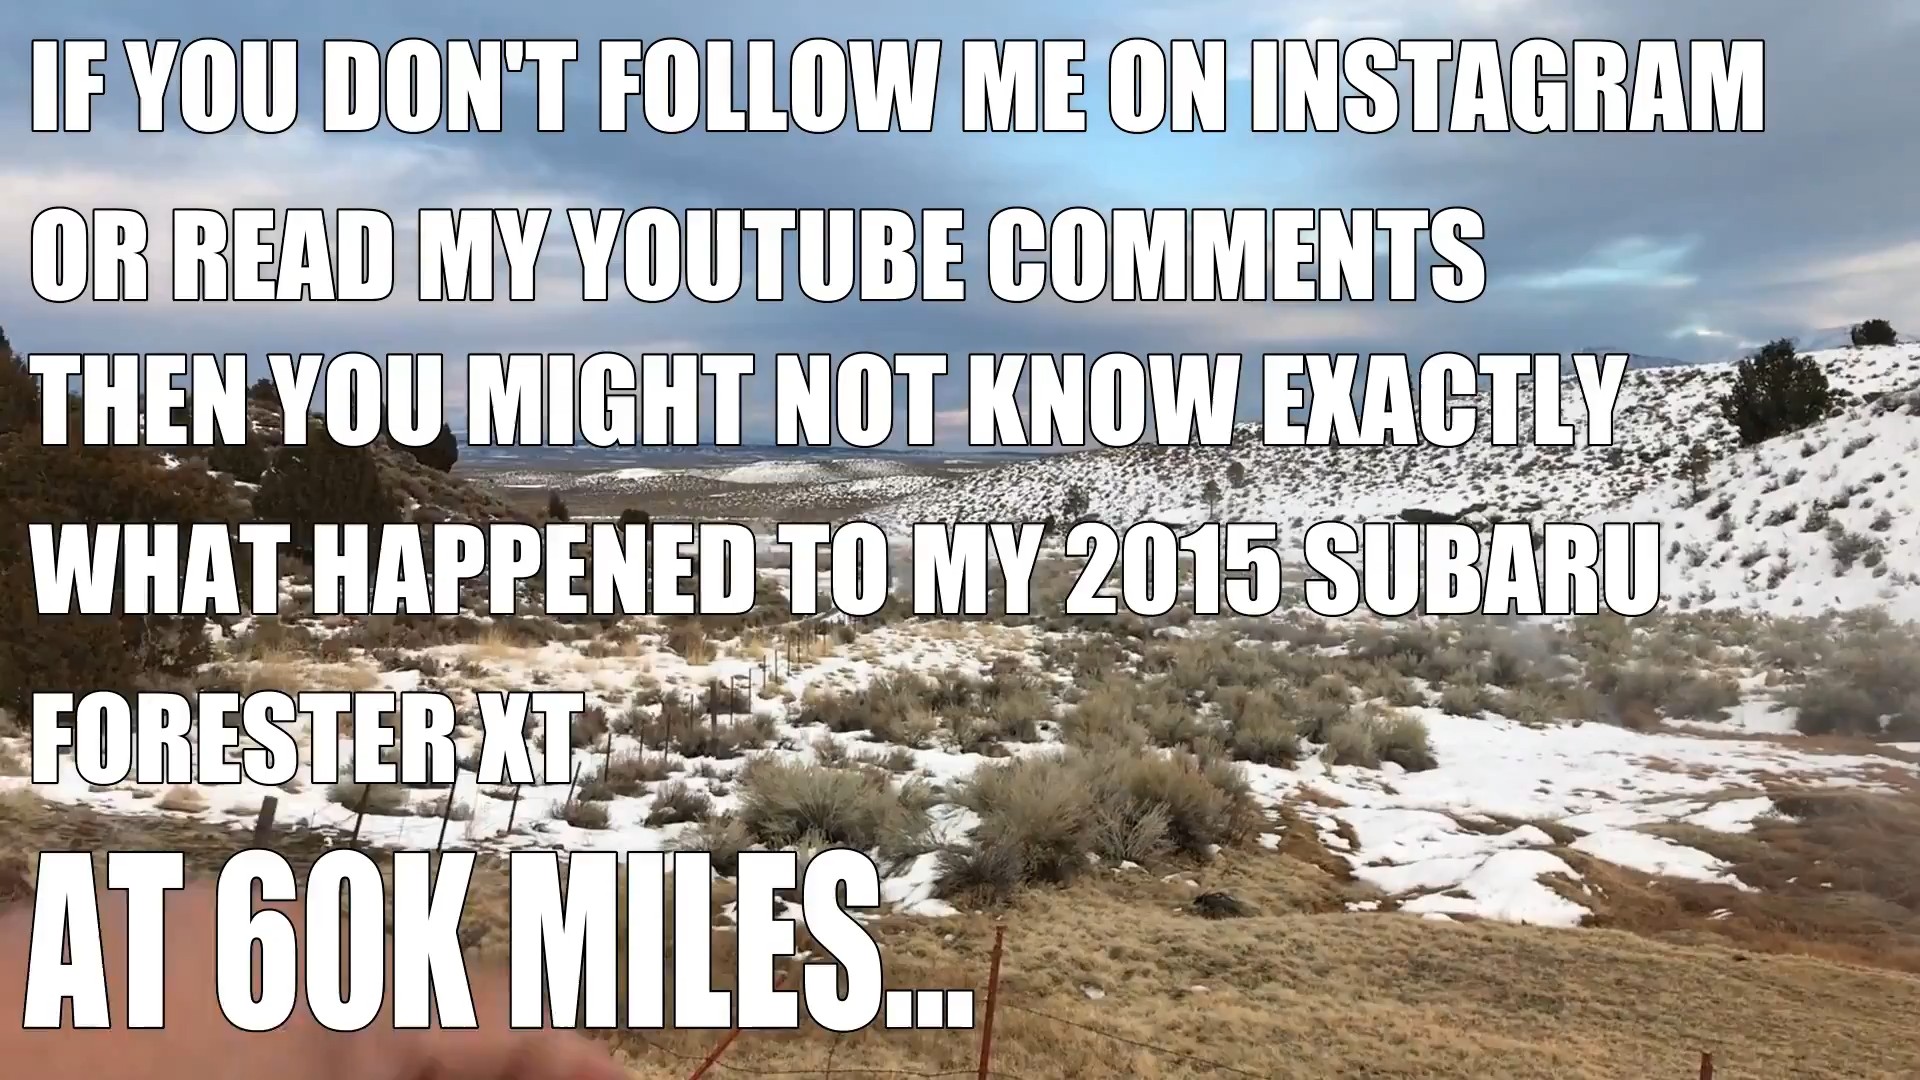 IF YOU DON'T FOLLOW ME ON INSTAGRAM
OR READ MY YOUTUBE COMMENTS
THEN YOU MIGHT NOT KNOW EXACTLY
WHAT HAPPENED TO MY 2015 SUBARU
FORESTER XT
AT 60K MILES...